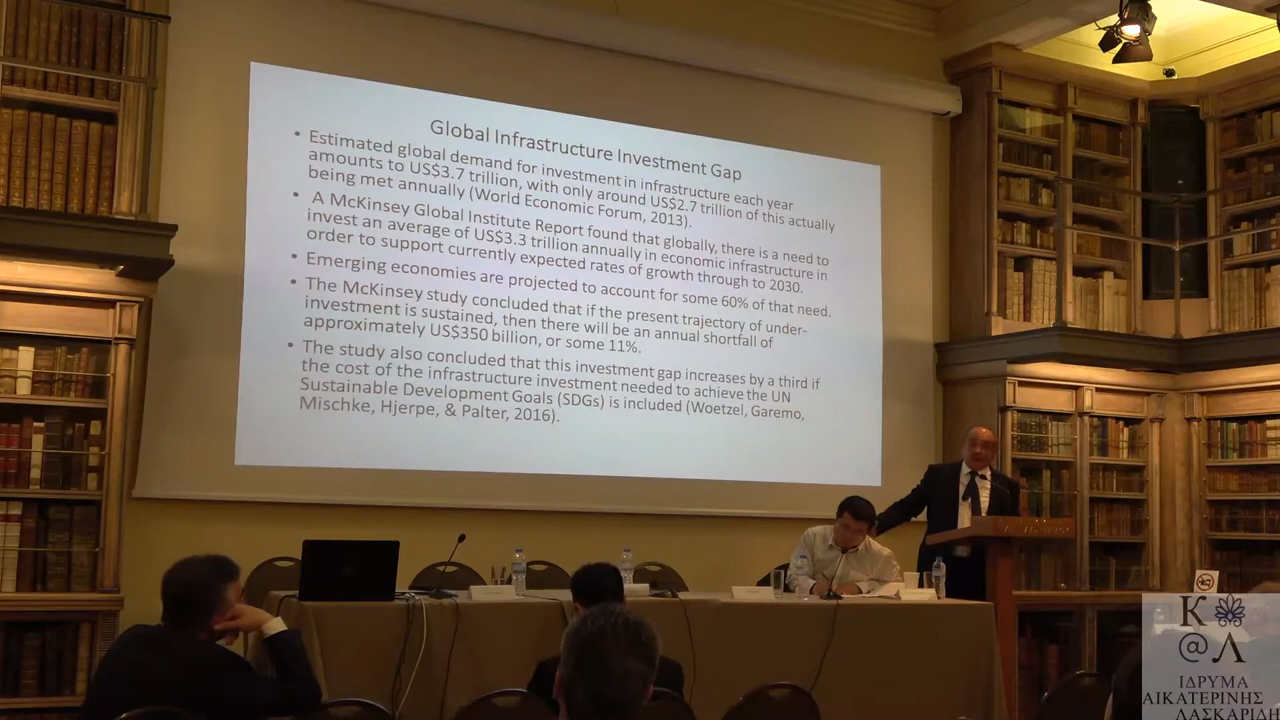 Global Infrastructure Investment Gap
• Estimated global demand for investment in infrastructure each year
amounts to US$3.7 trillion, with only around US$2.7 trillion of this actually
being met annually (World Economic Forum, 2013).
• A McKinsey Global Institute Report found that globally, there is a need to
invest an average of US$3.3 trillion annually in economic infrastructure in
order to support currently expected rates of growth through to 2030.
• Emerging economies are projected to account for some 60% of that need.
• The McKinsey study concluded that if the present trajectory of under-
investment is sustained, then there will be an annual shortfall of
approximately US$350 billion, or some 11%.
• The study also concluded that this investment gap increases by a third if
the cost of the infrastructure investment needed to achieve the UN
Sustainable Development Goals (SDGs) is included (Woetzel, Garemo,
Mischke, Hjerpe, & Palter, 2016).
Κ
@ Λ
ΙΔΡΥΜΑ
ΑΙΚΑΤΕΡΙΝΗΣ
ΛΑΣΚΑΡΙΔΗ